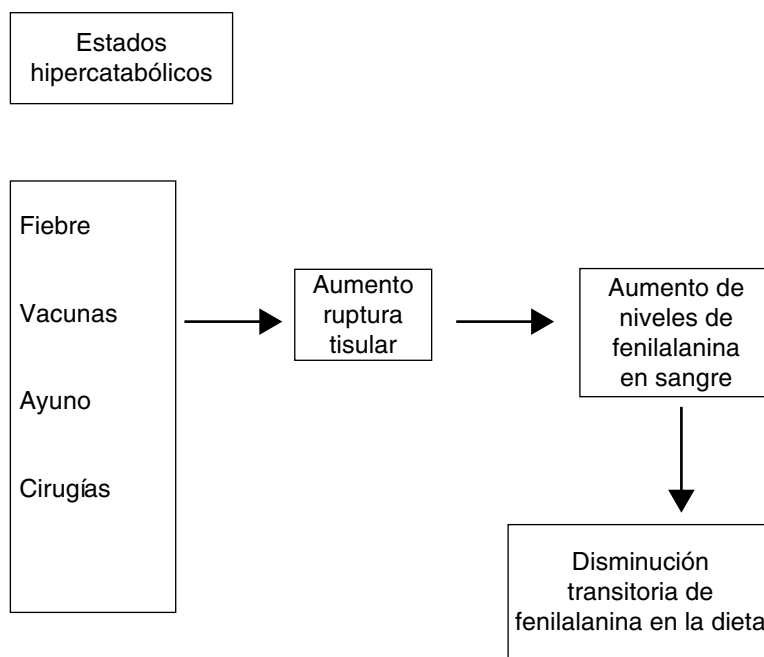 Estados
hipercatabólicos
Fiebre
Vacunas
Ayuno
Cirugías
Aumento
ruptura
tisular
Aumento de
niveles de
fenilalanina
en sangre
Disminución
transitoria de
fenilalanina en la dieta